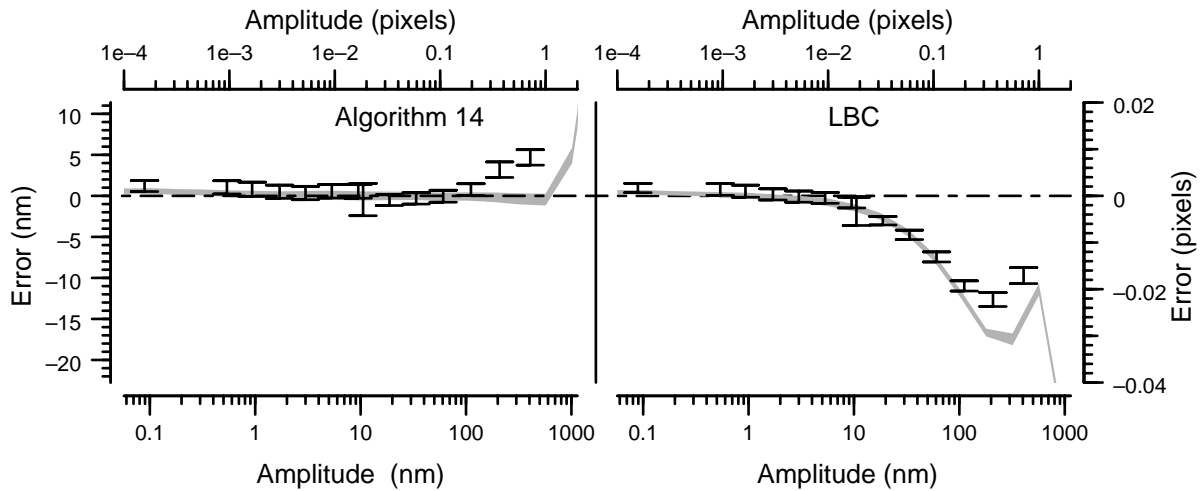 Amplitude (pixels) Amplitude (pixels)
1e−4 1e−3 1e−2 0.1 1 1e−4 1e−3 1e−2 0.1 1
Algorithm 14 LBC
10
5
0
−5
−10
−15
−20
Error (nm)
0.02
0
−0.02
−0.04
Error (pixels)
0.1 1 10 100 1000 0.1 1 10 100 1000
Amplitude (nm) Amplitude (nm)